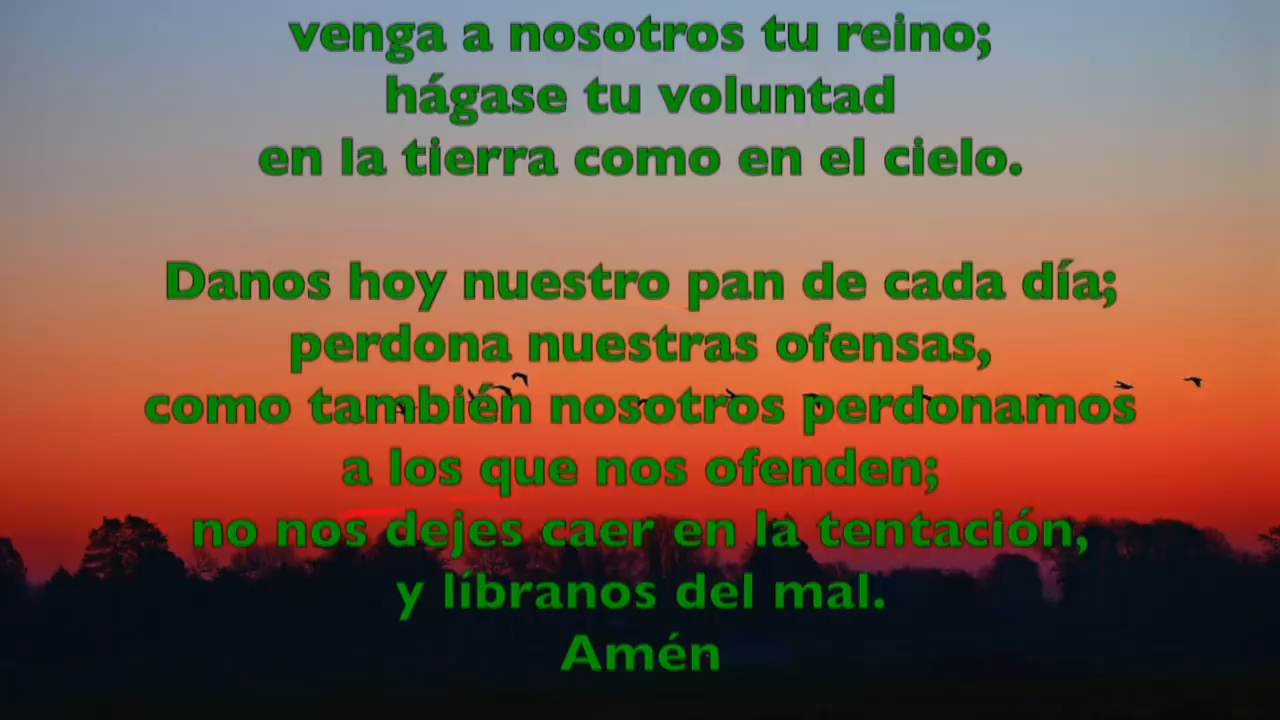 venga a nosotros tu reino;
hágase tu voluntad
en la tierra como en el cielo.
Danos hoy nuestro pan de cada día;
perdona nuestras ofensas,
como también nosotros perdonamos
a los que nos ofenden;
no nos dejes caer en la tentación,
y líbranos del mal.
Amén